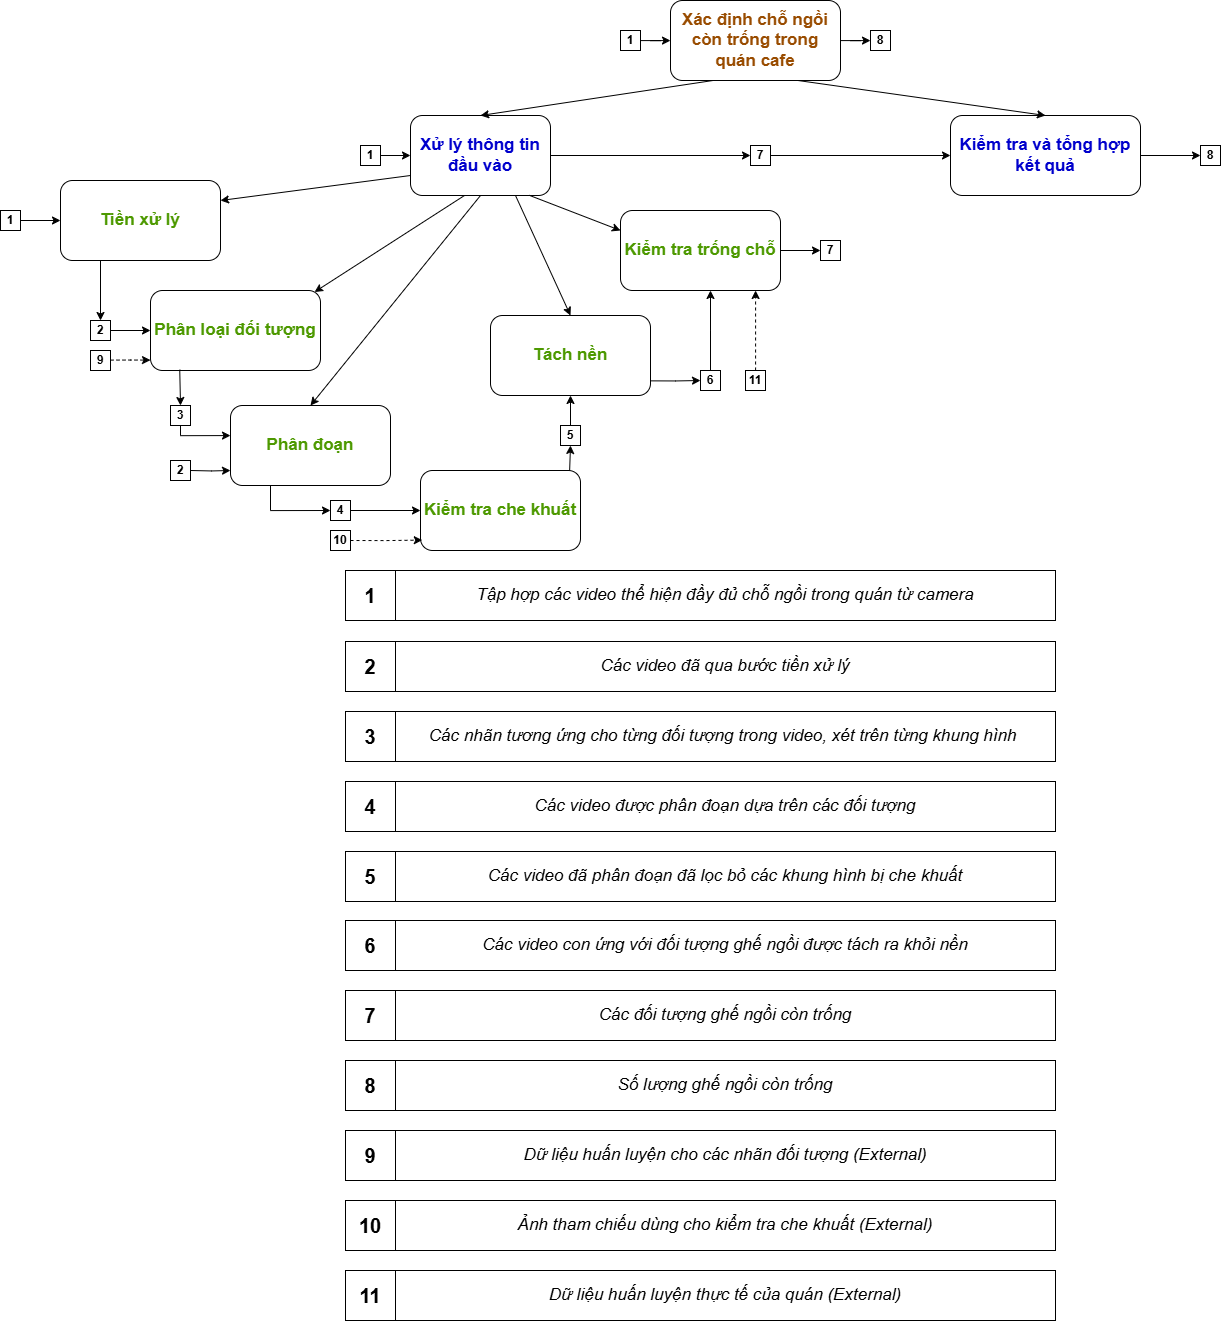 Xác định chỗ ngồi
còn trống trong
quán cafe
1
8
Xử lý thông tin
đầu vào
1
7
Kiểm tra và tổng hợp
kết quả
8
Tiền xử lý
1
Kiểm tra trống chỗ
7
Phân loại đối tượng
2
9
Tách nền
6
11
3
Phân đoạn
2
5
4
Kiểm tra che khuất
10
1 Tập hợp các video thể hiện đầy đủ chỗ ngồi trong quán từ camera
2 Các video đã qua bước tiền xử lý
3 Các nhãn tương ứng cho từng đối tượng trong video, xét trên từng khung hình
4 Các video được phân đoạn dựa trên các đối tượng
5 Các video đã phân đoạn đã lọc bỏ các khung hình bị che khuất
6 Các video con ứng với đối tượng ghế ngồi được tách ra khỏi nền
7 Các đối tượng ghế ngồi còn trống
8 Số lượng ghế ngồi còn trống
9 Dữ liệu huấn luyện cho các nhãn đối tượng (External)
10 Ảnh tham chiếu dùng cho kiểm tra che khuất (External)
11 Dữ liệu huấn luyện thực tế của quán (External)